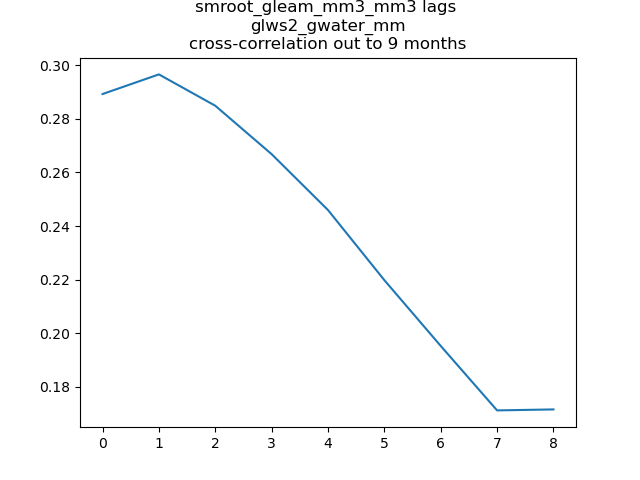 smroot_gleam_mm3_mm3 lags
glws2_gwater_mm
cross-correlation out to 9 months
0.30
0.28
0.26
0.24
0.22
0.20
0.18
0 1 2 3 4 5 6 7 8